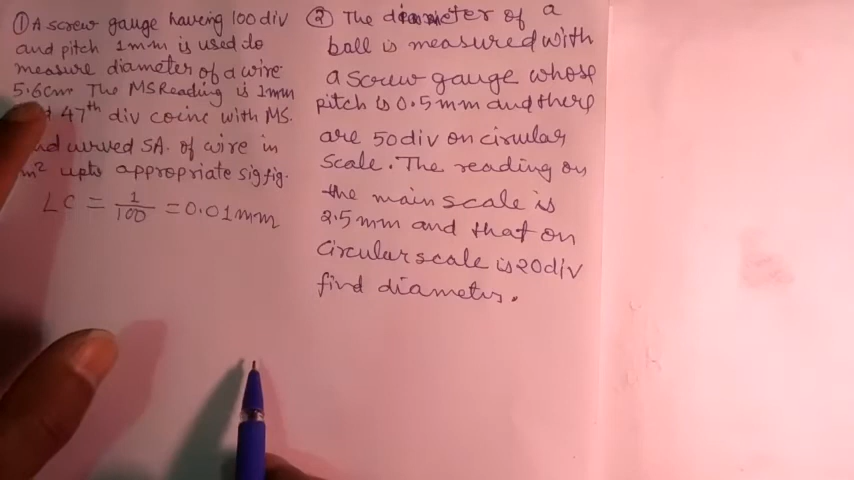 ① A screw gauge having 100 div
and pitch 1mm is used do
measure diameter of a wire
5.6cm The MS Reading is 1mm
47th div coinc with MS.
curved SA. of wire in
m² upto appropriate sig fig.
LC = 1/100 = 0.01mm
② The diameter of a
ball is measured with
a screw gauge whose
pitch is 0.5mm and there
are 50 div on circular
scale. The reading on
the main scale is
2.5mm and that on
circular scale is 20 div
find diameter.